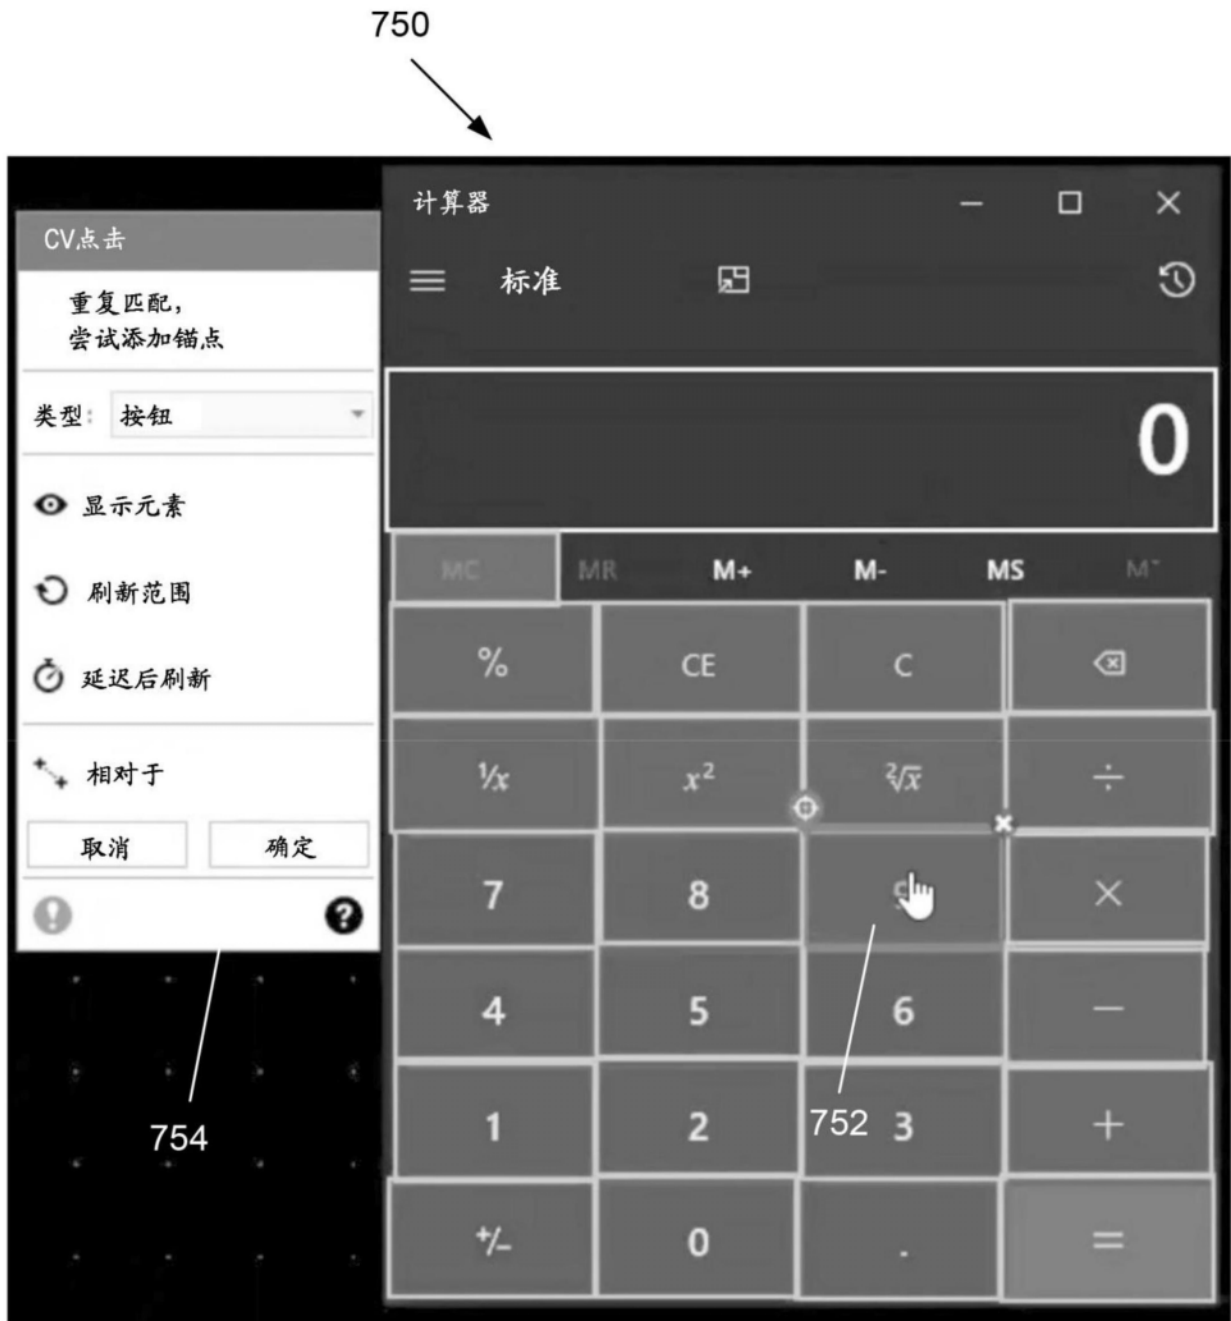 750
计算器
CV点击
标准
重复匹配，
尝试添加锚点
类型： 按钮
0
显示元素
MC MR M+ M- MS M˅
刷新范围
% CE C
延迟后刷新
相对于
¹/x x² ²√x ÷
取消 确定
7 8 9 ×
4 5 6 −
754
1 2 752 3 +
+/− 0 . =